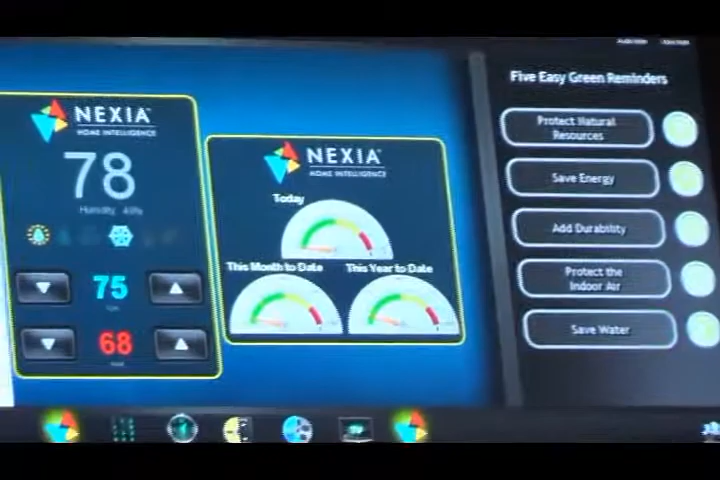 NEXIA
HOME INTELLIGENCE
78
Humidity
75
68
NEXIA
HOME INTELLIGENCE
Today
This Month to Date
This Year to Date
Five Easy Green Reminders
Protect Natural
Resources
Save Energy
Add Durability
Protect the
Indoor Air
Save Water